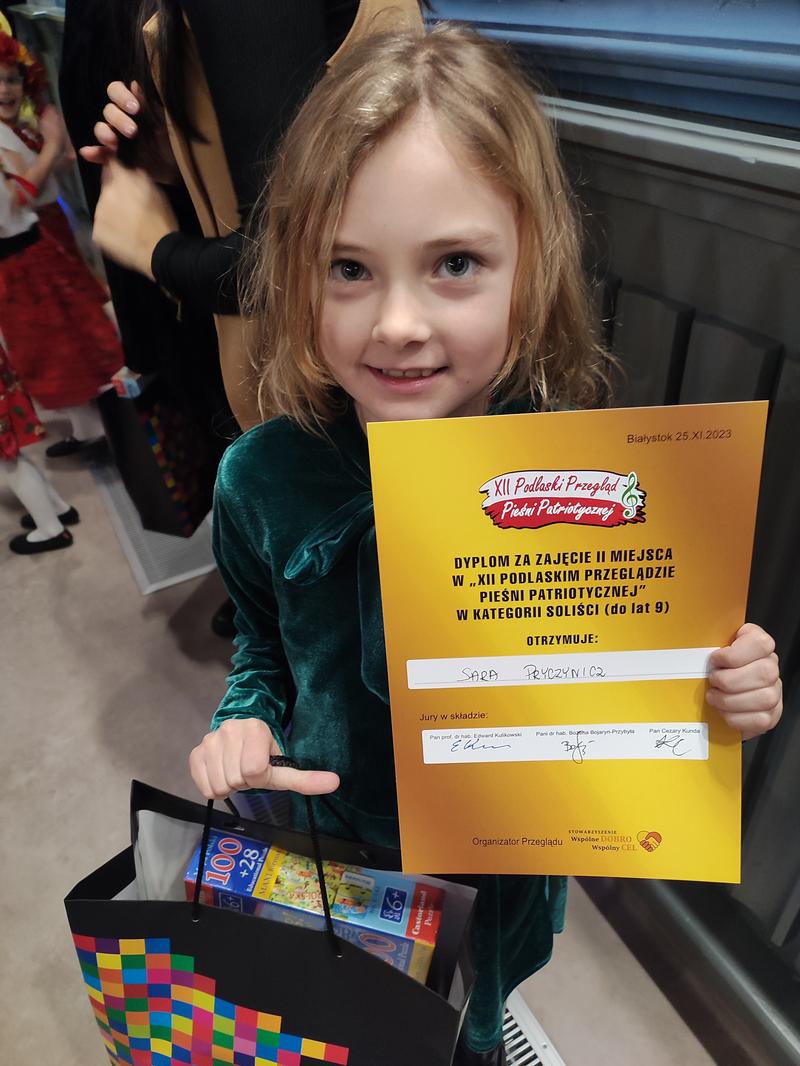 Białystok 25.XI.2023
XII Podlaski Przegląd
Pieśni Patriotycznej
DYPLOM ZA ZAJĘCIE II MIEJSCA
W „XII PODLASKIM PRZEGLĄDZIE
PIEŚNI PATRIOTYCZNEJ"
W KATEGORII SOLIŚCI (do lat 9)
OTRZYMUJE:
SARA PRYCZYNICZ
Jury w składzie:
Pan prof. dr hab. Edward Kulikowski Pani dr hab. Bożenna Bojaryn-Przybyła Pan Cezary Kunda
Organizator Przeglądu
STOWARZYSZENIE
Wspólne DOBRO
Wspólny CEL
100
+28
6+
6+
Castorland